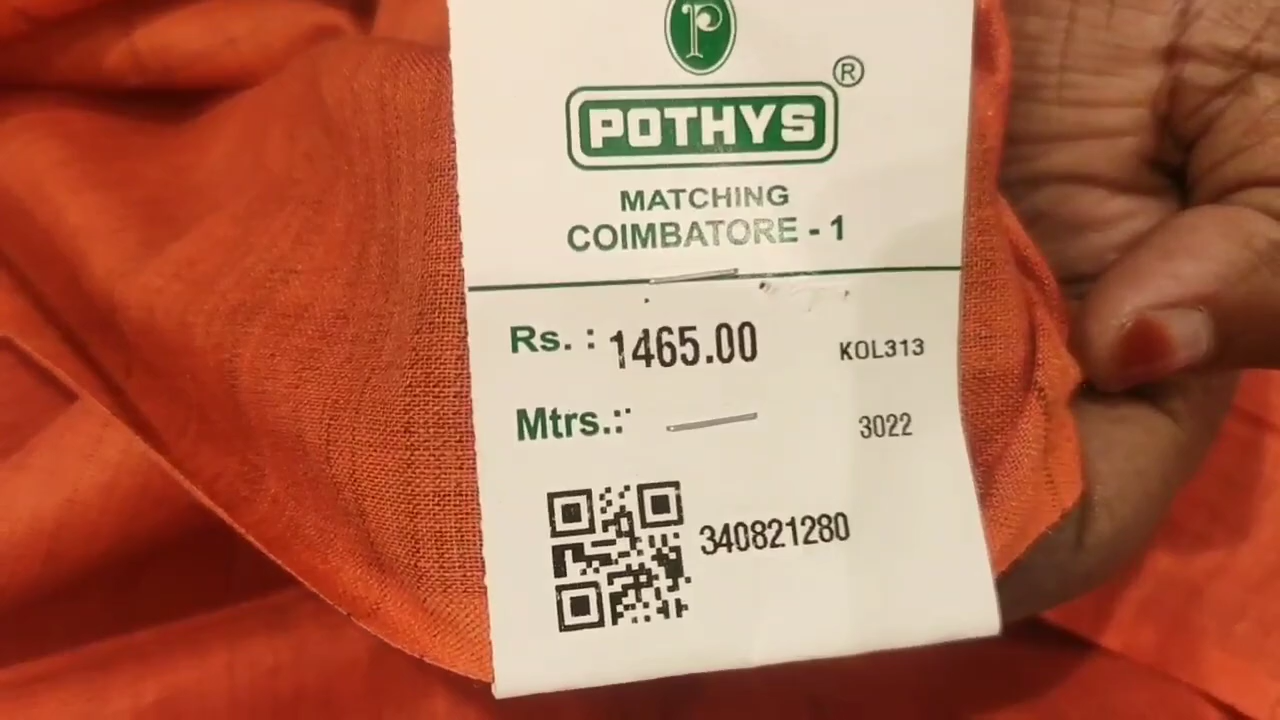 P
POTHYS ®
MATCHING
COIMBATORE - 1
Rs. : 1465.00 KOL313
Mtrs.: 3022
340821280